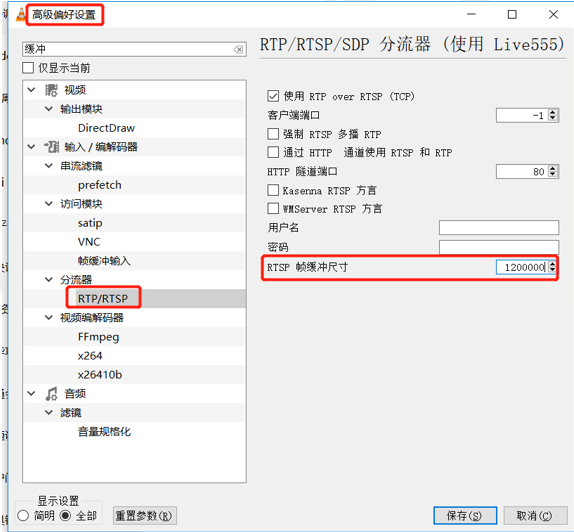 高级偏好设置
缓冲
仅显示当前
视频
输出模块
DirectDraw
输入 / 编解码器
串流滤镜
prefetch
访问模块
satip
VNC
帧缓冲输入
分流器
RTP/RTSP
视频编解码器
FFmpeg
x264
x26410b
音频
滤镜
音量规格化
RTP/RTSP/SDP 分流器 (使用 Live555)
使用 RTP over RTSP (TCP)
客户端端口 -1
强制 RTSP 多播 RTP
通过 HTTP 通道使用 RTSP 和 RTP
HTTP 隧道端口 80
Kasenna RTSP 方言
WMServer RTSP 方言
用户名
密码
RTSP 帧缓冲尺寸 1200000
显示设置
简明 全部 重置参数(R) 保存(S) 取消(C)